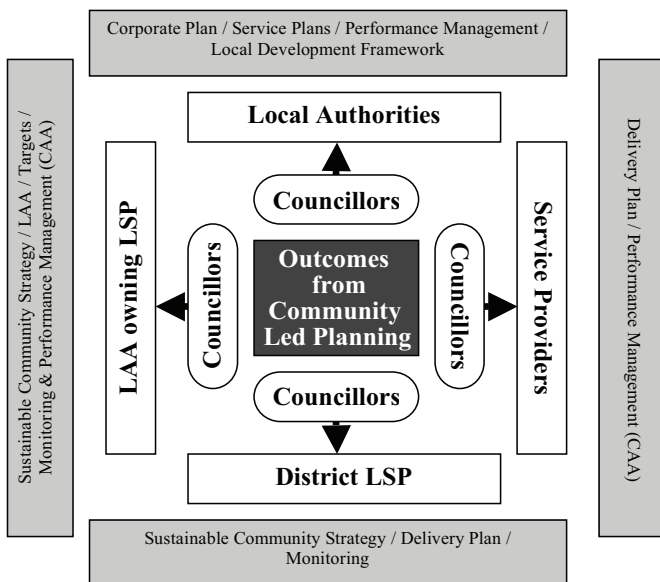 Corporate Plan / Service Plans / Performance Management /
Local Development Framework
Local Authorities
Councillors
Sustainable Community Strategy / LAA / Targets /
Monitoring & Performance Management (CAA)
LAA owning LSP
Councillors
Outcomes
from
Community
Led Planning
Councillors
Service Providers
Delivery Plan / Performance Management (CAA)
Councillors
District LSP
Sustainable Community Strategy / Delivery Plan /
Monitoring